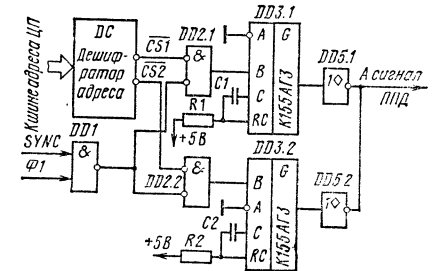 DD3.1
DC
Дешиф-
ратор
адреса
CS1
CS2
DD2.1
&
A
G
B
C
RC
К155АГ3
C1
R1
+5В
DD5.1
1◊
А сигнал
ППД
К шине адреса ЦП
SYNC
Ф1
DD1
&
DD2.2
&
DD3.2
B
G
A
C
RC
К155АГ3
C2
+5В
R2
DD5.2
1◊